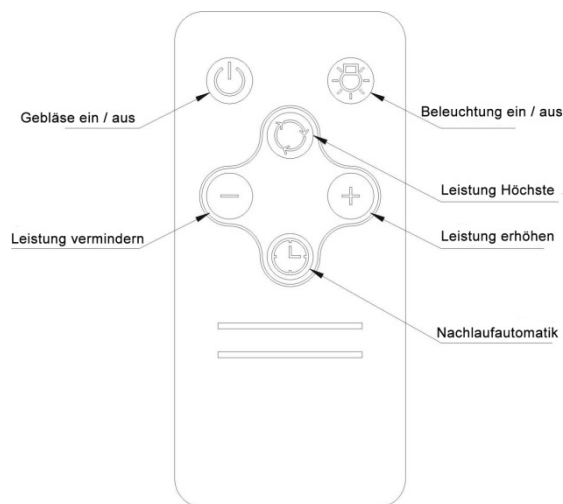 Gebläse ein / aus
Beleuchtung ein / aus
Leistung Höchste
Leistung vermindern
Leistung erhöhen
Nachlaufautomatik